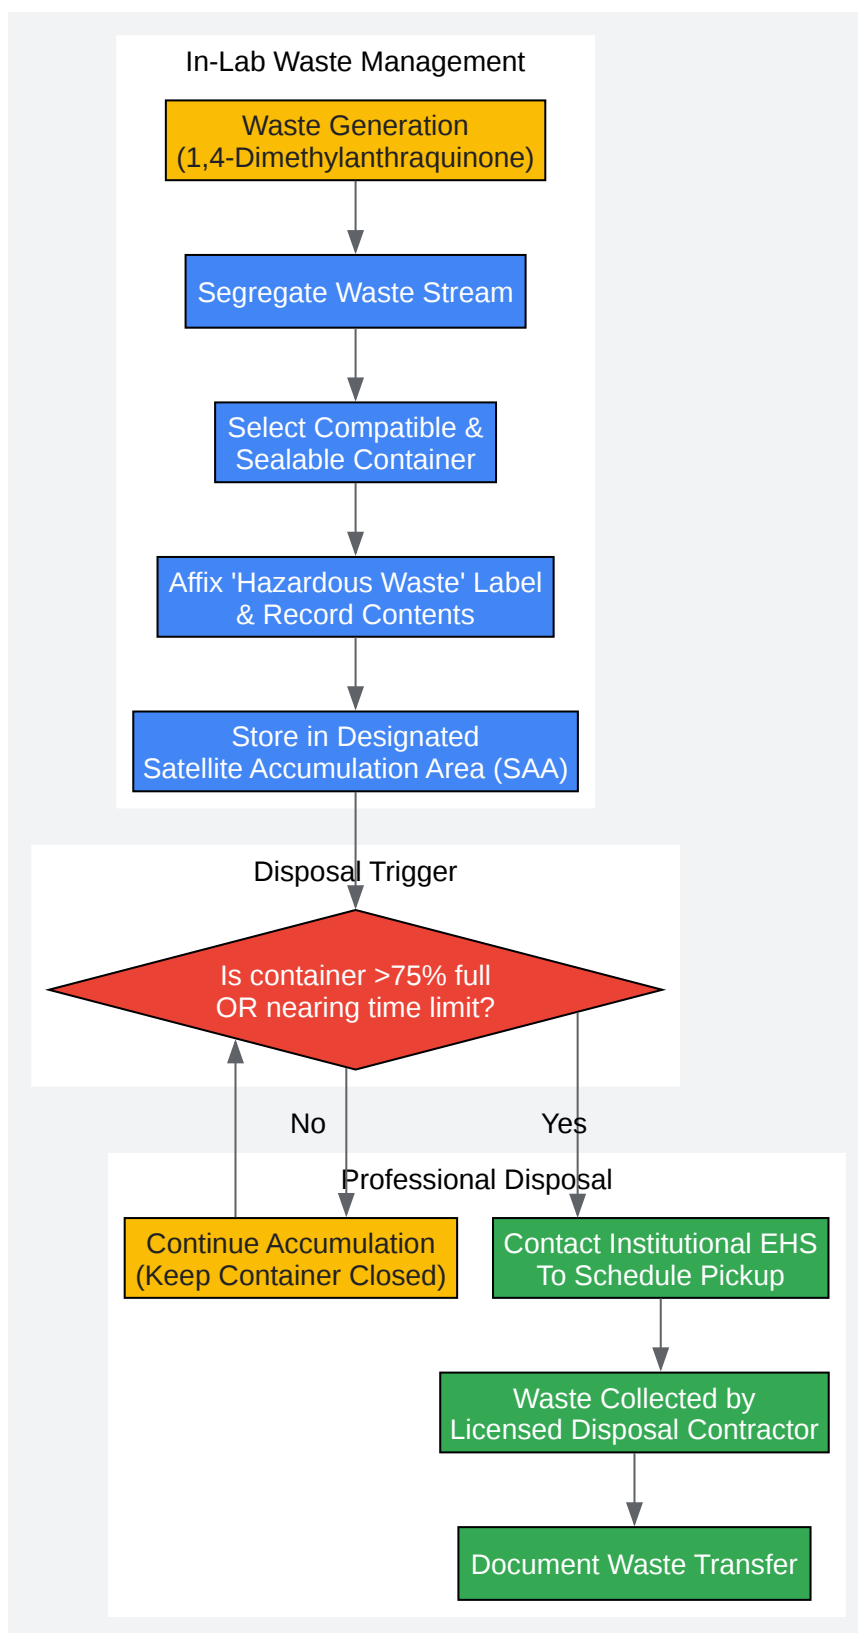 In-Lab Waste Management
Waste Generation
(1,4-Dimethylanthraquinone)
Segregate Waste Stream
Select Compatible &
Sealable Container
Affix 'Hazardous Waste' Label
& Record Contents
Store in Designated
Satellite Accumulation Area (SAA)
Disposal Trigger
Is container >75% full
OR nearing time limit?
No
Yes
Professional Disposal
Continue Accumulation
(Keep Container Closed)
Contact Institutional EHS
To Schedule Pickup
Waste Collected by
Licensed Disposal Contractor
Document Waste Transfer